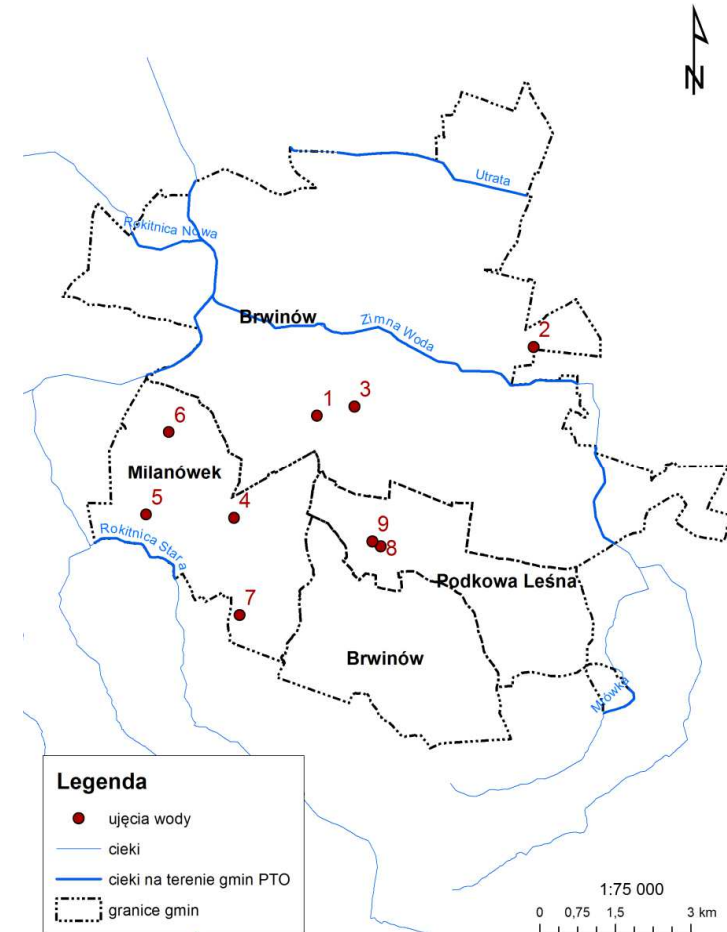 N
Utrata
Rokitnica Nowa
Brwinów
Zimna Woda
2
1
3
6
Milanówek
5
4
Rokitnica Stara
9
8
Podkowa Leśna
7
Brwinów
Mrówka
Legenda
ujęcia wody
cieki
cieki na terenie gmin PTO
granice gmin
1:75 000
0 0,75 1,5 3 km